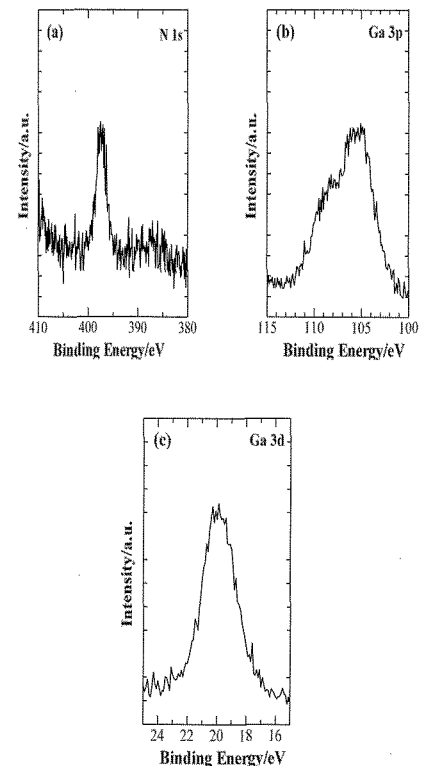 (a) N 1s
Intensity/a.u.
410 400 390 380
Binding Energy/eV
(b) Ga 3p
Intensity/a.u.
115 110 105 100
Binding Energy/eV
(c) Ga 3d
Intensity/a.u.
24 22 20 18 16
Binding Energy/eV